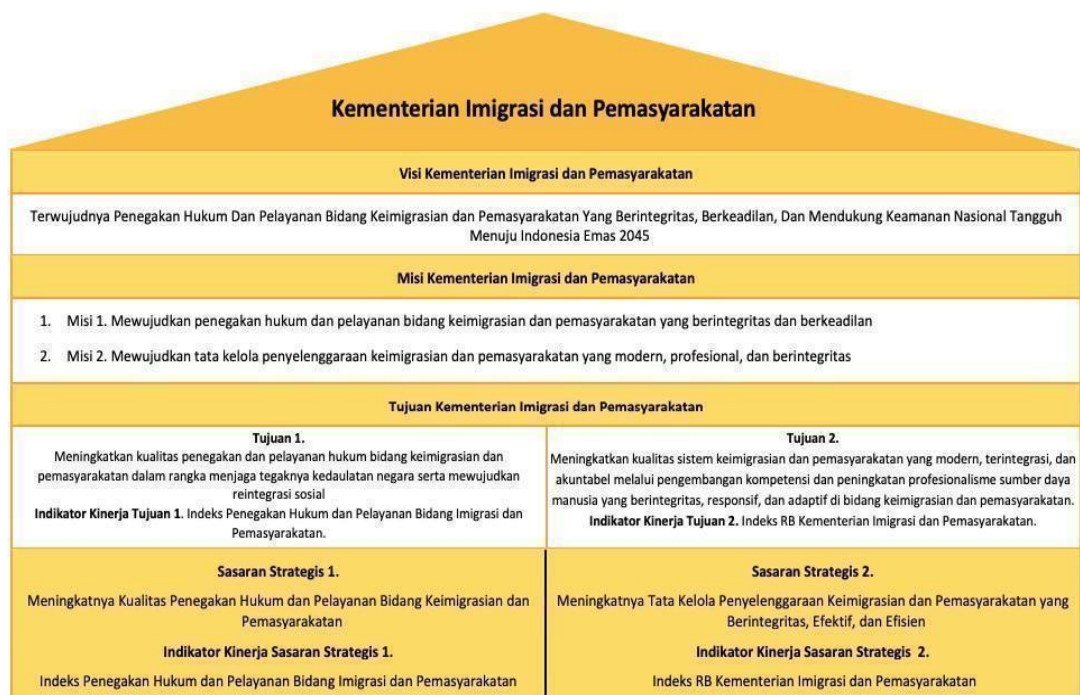 Kementerian Imigrasi dan Pemasyarakatan
Visi Kementerian Imigrasi dan Pemasyarakatan
Terwujudnya Penegakan Hukum Dan Pelayanan Bidang Keimigrasian dan Pemasyarakatan Yang Berintegritas, Berkeadilan, Dan Mendukung Keamanan Nasional Tangguh
Menuju Indonesia Emas 2045
Misi Kementerian Imigrasi dan Pemasyarakatan
1. Misi 1. Mewujudkan penegakan hukum dan pelayanan bidang keimigrasian dan pemasyarakatan yang berintegritas dan berkeadilan
2. Misi 2. Mewujudkan tata kelola penyelenggaraan keimigrasian dan pemasyarakatan yang modern, profesional, dan berintegritas
Tujuan Kementerian Imigrasi dan Pemasyarakatan
Tujuan 1.
Meningkatkan kualitas penegakan dan pelayanan hukum bidang keimigrasian dan
pemasyarakatan dalam rangka menjaga tegaknya kedaulatan negara serta mewujudkan
reintegrasi sosial
Indikator Kinerja Tujuan 1. Indeks Penegakan Hukum dan Pelayanan Bidang Imigrasi dan
Pemasyarakatan.
Tujuan 2.
Meningkatkan kualitas sistem keimigrasian dan pemasyarakatan yang modern, terintegrasi, dan
akuntabel melalui pengembangan kompetensi dan peningkatan profesionalisme sumber daya
manusia yang berintegritas, responsif, dan adaptif di bidang keimigrasian dan pemasyarakatan.
Indikator Kinerja Tujuan 2. Indeks RB Kementerian Imigrasi dan Pemasyarakatan.
Sasaran Strategis 1.
Meningkatnya Kualitas Penegakan Hukum dan Pelayanan Bidang Keimigrasian dan
Pemasyarakatan
Indikator Kinerja Sasaran Strategis 1.
Indeks Penegakan Hukum dan Pelayanan Bidang Imigrasi dan Pemasyarakatan
Sasaran Strategis 2.
Meningkatnya Tata Kelola Penyelenggaraan Keimigrasian dan Pemasyarakatan yang
Berintegritas, Efektif, dan Efisien
Indikator Kinerja Sasaran Strategis 2.
Indeks RB Kementerian Imigrasi dan Pemasyarakatan